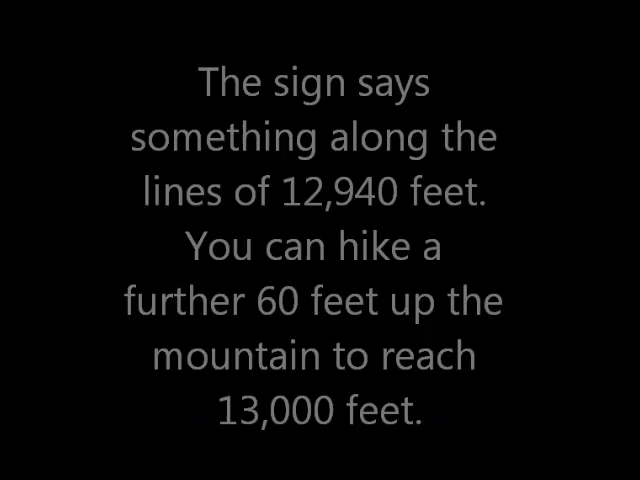 The sign says
something along the
lines of 12,940 feet.
You can hike a
further 60 feet up the
mountain to reach
13,000 feet.